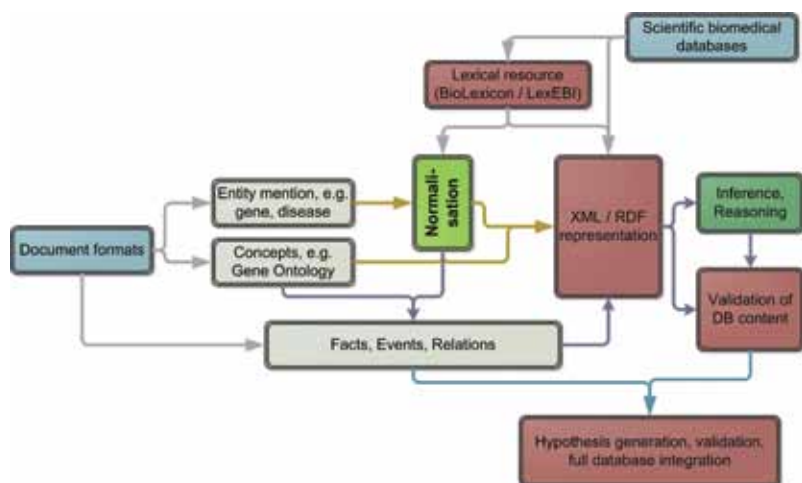 Scientific biomedical
databases
Lexical resource
(BioLexicon / LexEBI)
Entity mention, e.g.
gene, disease
Normali-
sation
XML / RDF
representation
Inference,
Reasoning
Document formats
Concepts, e.g.
Gene Ontology
Validation of
DB content
Facts, Events, Relations
Hypothesis generation, validation,
full database integration